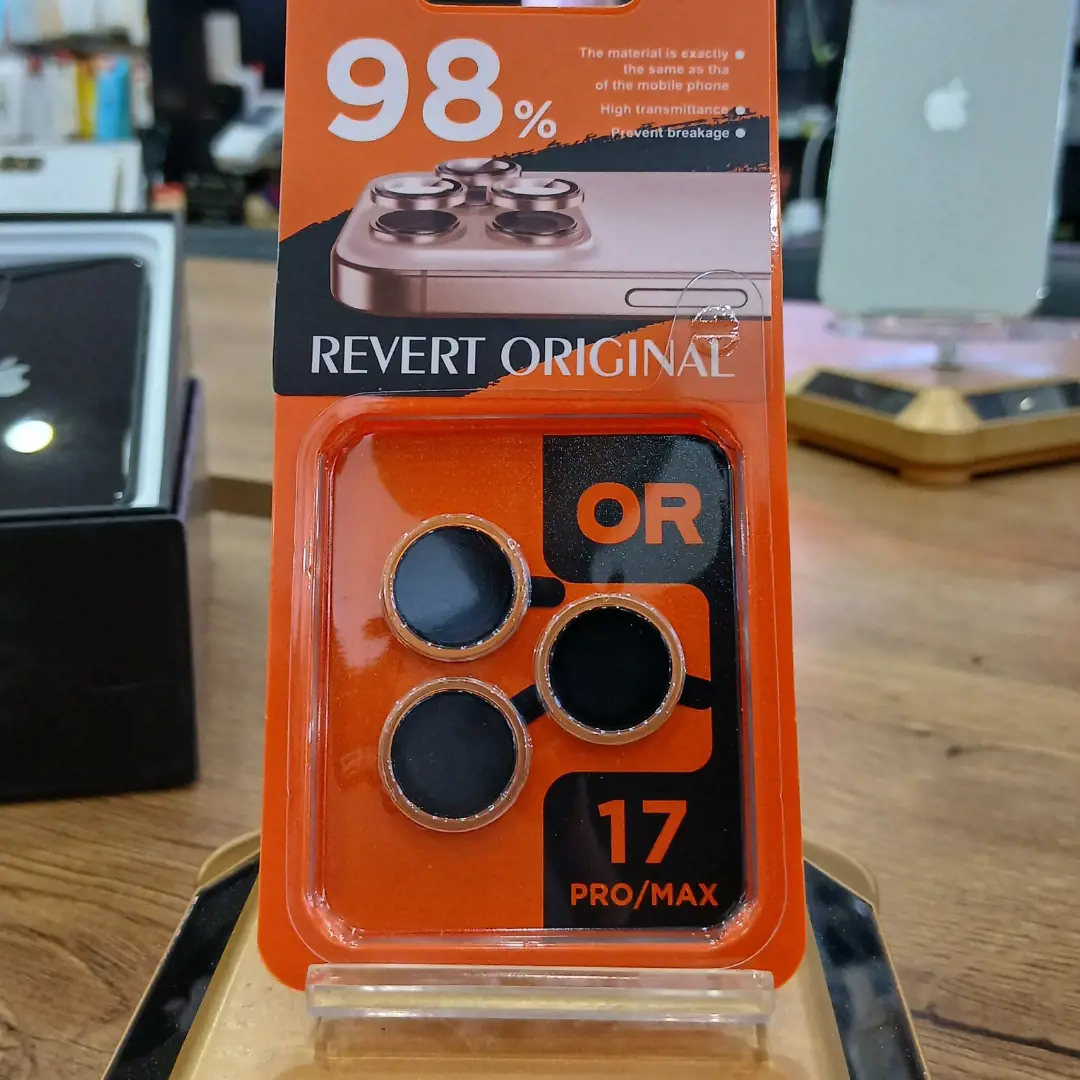 98%
The material is exactly
the same as tha
of the mobile phone
High transmittance
Prevent breakage
REVERT ORIGINAL
OR
17
PRO/MAX